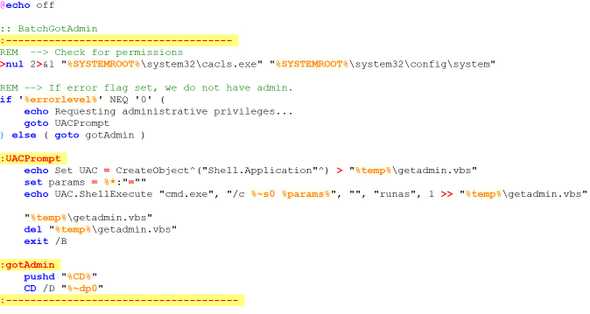 @echo off
:: BatchGotAdmin
:-------------------------------------
REM  --> Check for permissions
>nul 2>&1 "%SYSTEMROOT%\system32\cacls.exe" "%SYSTEMROOT%\system32\config\system"
REM --> If error flag set, we do not have admin.
if '%errorlevel%' NEQ '0' (
    echo Requesting administrative privileges...
    goto UACPrompt
) else ( goto gotAdmin )
:UACPrompt
    echo Set UAC = CreateObject^("Shell.Application"^) > "%temp%\getadmin.vbs"
    set params = %*:"=""
    echo UAC.ShellExecute "cmd.exe", "/c %~s0 %params%", "", "runas", 1 >> "%temp%\getadmin.vbs"
    "%temp%\getadmin.vbs"
    del "%temp%\getadmin.vbs"
    exit /B
:gotAdmin
    pushd "%CD%"
    CD /D "%~dp0"
:--------------------------------------